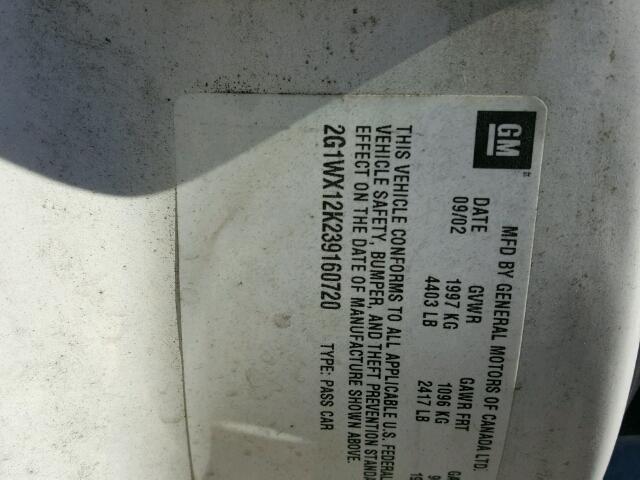 GM
MFD BY GENERAL MOTORS OF CANADA LTD.
DATE GVWR GAWR FRT
09/02 1997 KG 1096 KG
4403 LB 2417 LB
THIS VEHICLE CONFORMS TO ALL APPLICABLE U.S. FEDERAL
VEHICLE SAFETY, BUMPER, AND THEFT PREVENTION
EFFECT ON THE DATE OF MANUFACTURE SHOWN ABOVE.
2G1WX12K239160720 TYPE: PASS CAR